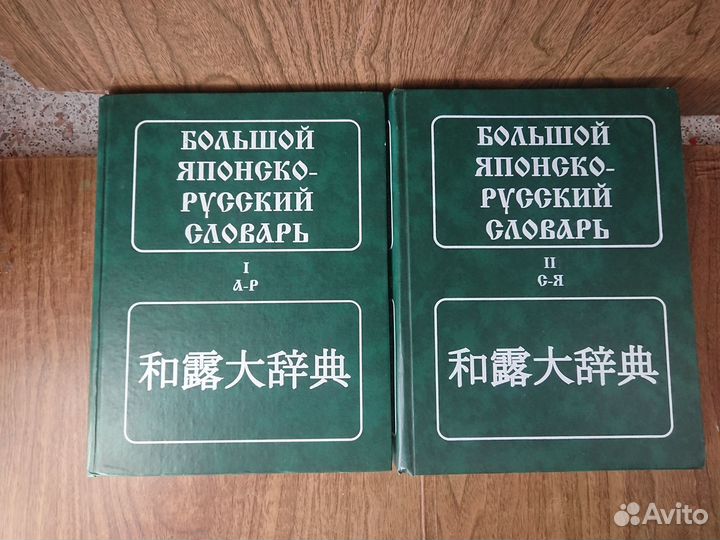 БОЛЬШОЙ
ЯПОНСКО-
РУССКИЙ
СЛОВАРЬ
I
А-Р
和露大辞典
БОЛЬШОЙ
ЯПОНСКО-
РУССКИЙ
СЛОВАРЬ
II
С-Я
和露大辞典
Avito